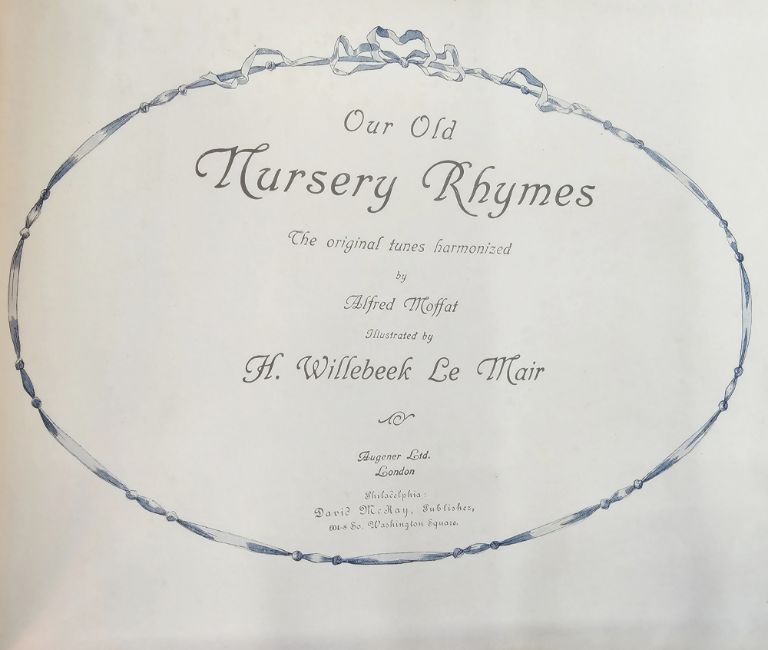 Our Old
Nursery Rhymes
The original tunes harmonized
by
Alfred Moffat
Illustrated by
H. Willebeek Le Mair
Augener Ltd.
London
Philadelphia:
David McKay, Publisher,
604-8 So. Washington Square.